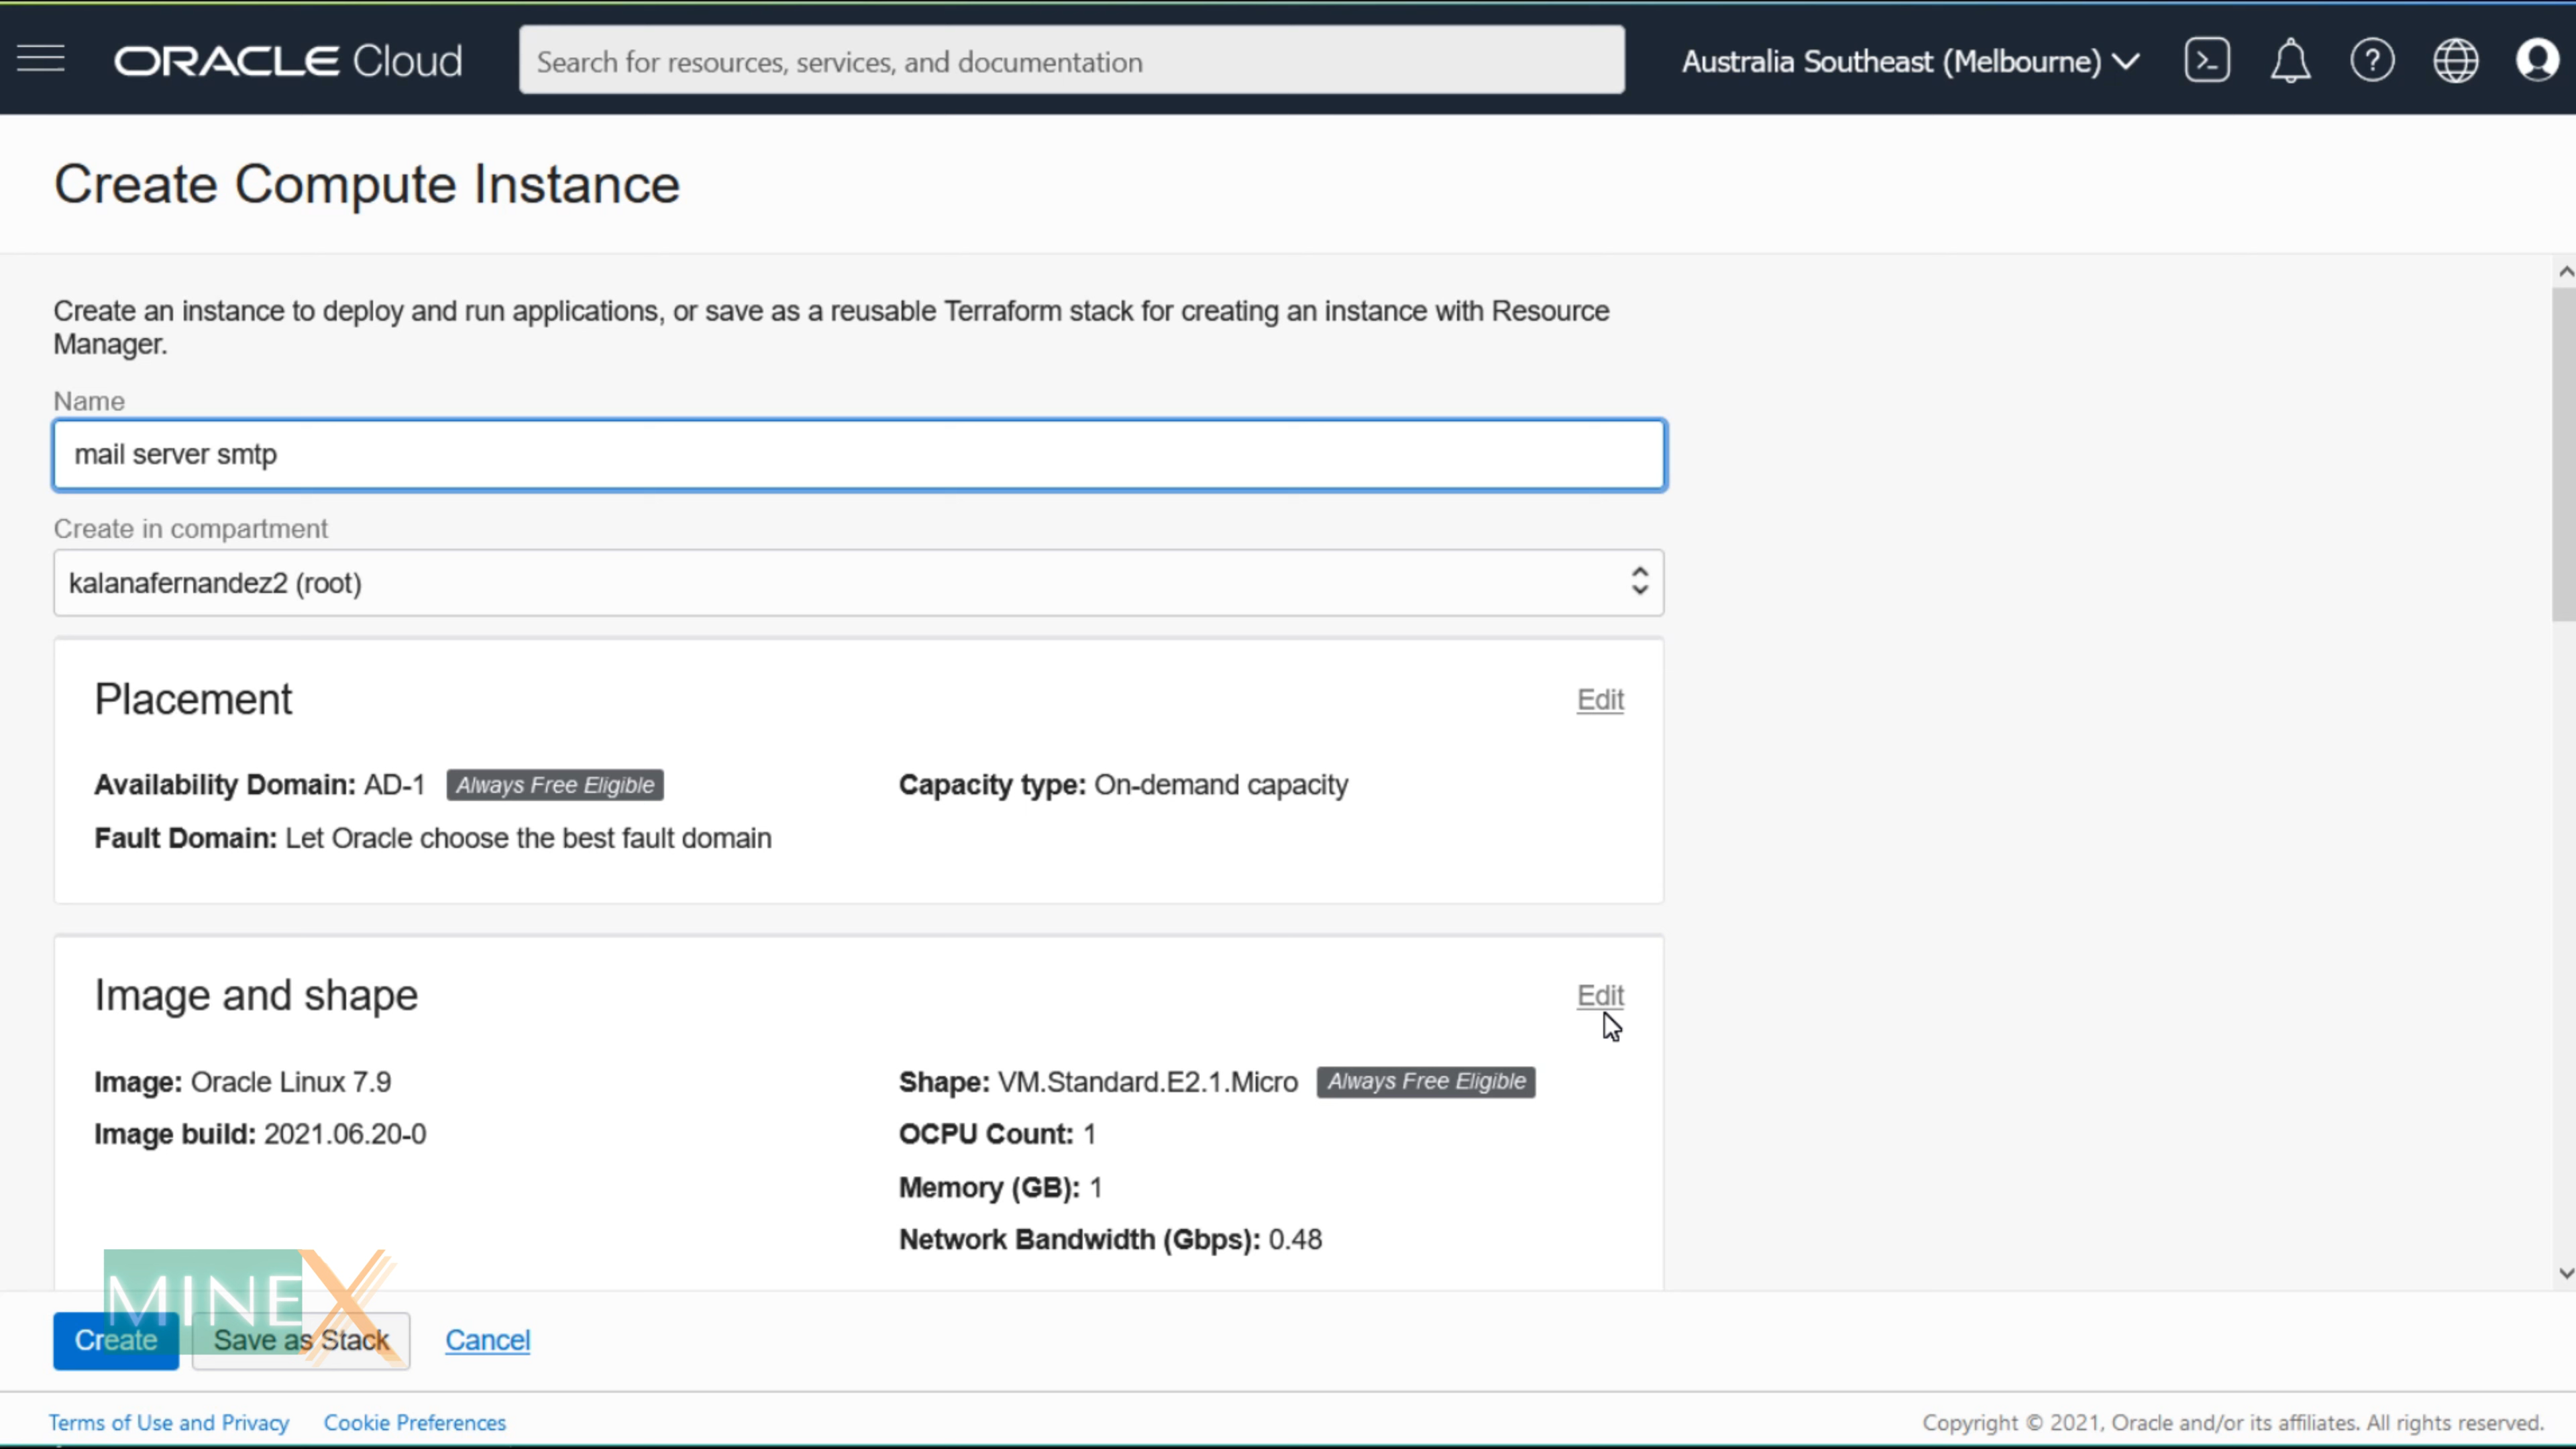 ORACLE Cloud
Search for resources, services, and documentation
Australia Southeast (Melbourne)
Create Compute Instance
Create an instance to deploy and run applications, or save as a reusable Terraform stack for creating an instance with Resource
Manager.
Name
mail server smtp
Create in compartment
kalanafernandez2 (root)
Placement
Edit
Availability Domain: AD-1 Always Free Eligible
Capacity type: On-demand capacity
Fault Domain: Let Oracle choose the best fault domain
Image and shape
Edit
Image: Oracle Linux 7.9
Shape: VM.Standard.E2.1.Micro Always Free Eligible
Image build: 2021.06.20-0
OCPU Count: 1
Memory (GB): 1
Network Bandwidth (Gbps): 0.48
MINEX
Create
Save as Stack
Cancel
Terms of Use and Privacy
Cookie Preferences
Copyright © 2021, Oracle and/or its affiliates. All rights reserved.